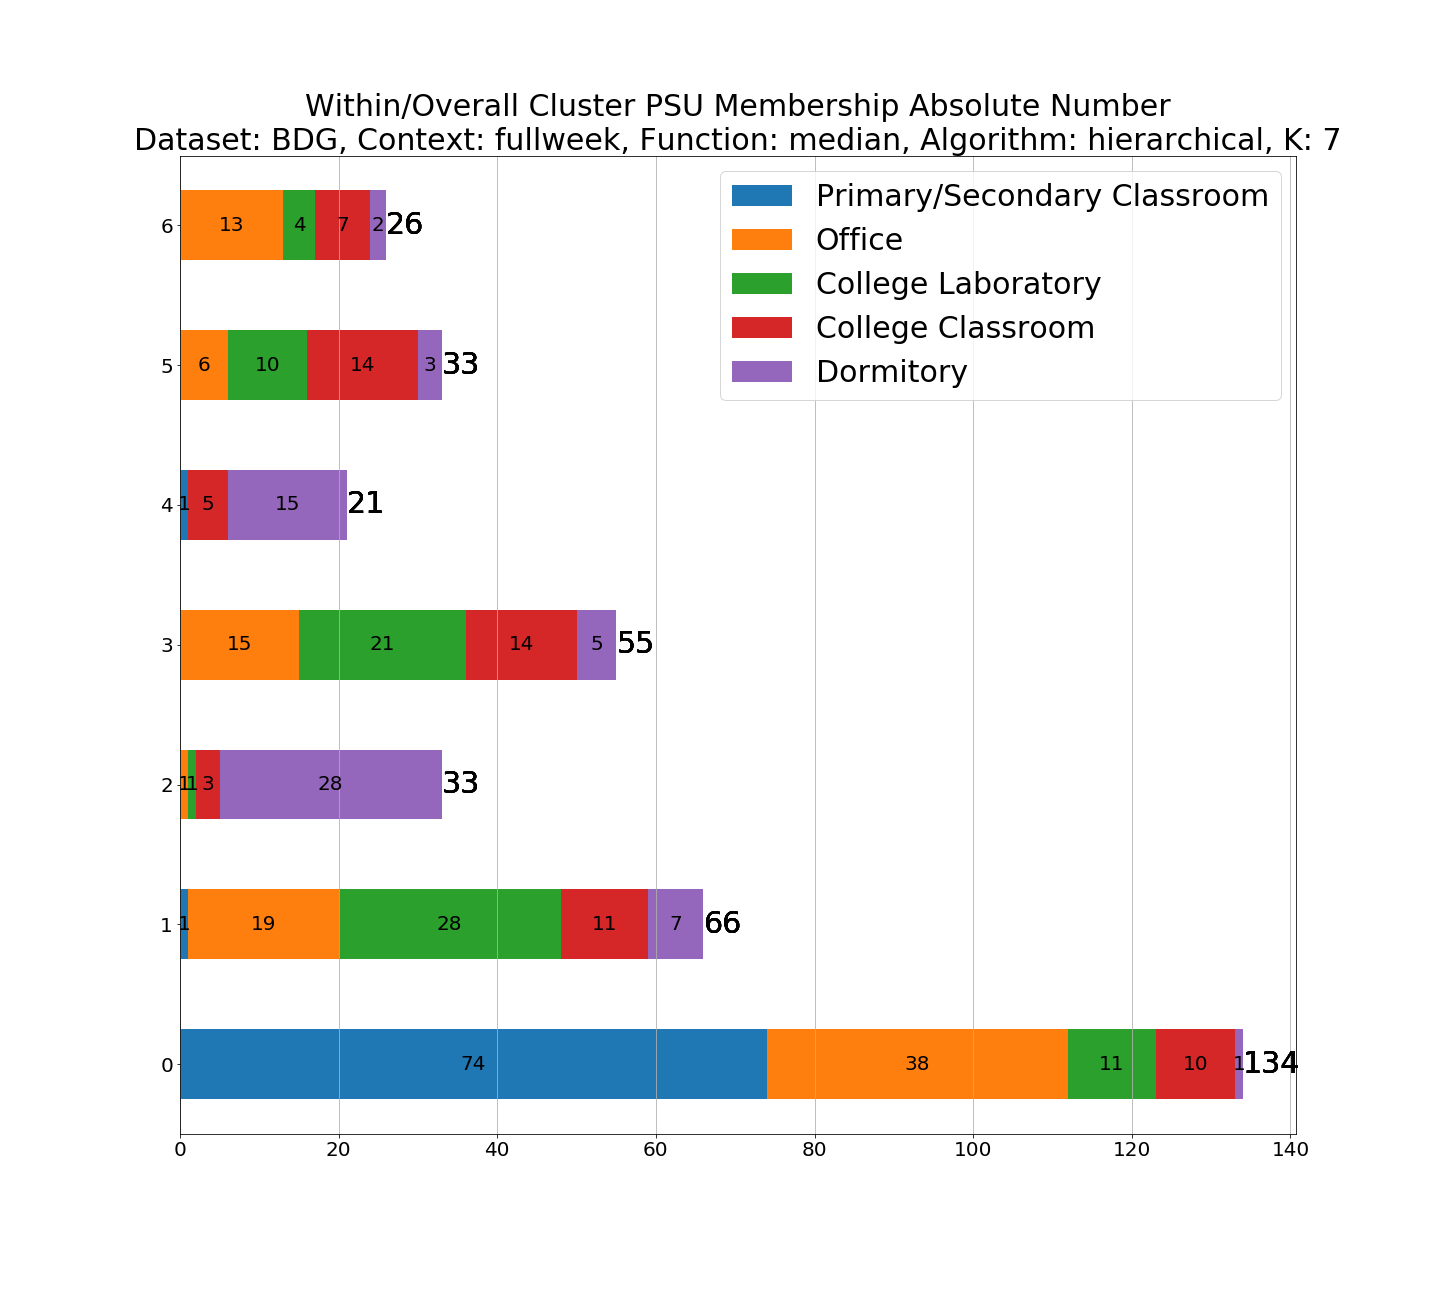 Within/Overall Cluster PSU Membership Absolute Number
Dataset: BDG, Context: fullweek, Function: median, Algorithm: hierarchical, K: 7
Primary/Secondary Classroom
Office
College Laboratory
College Classroom
Dormitory
6 13 4 7 2 26
5 6 10 14 3 33
4 1 5 15 21
3 15 21 14 5 55
2 1 1 3 28 33
1 1 19 28 11 7 66
0 74 38 11 10 1 134
0 20 40 60 80 100 120 140